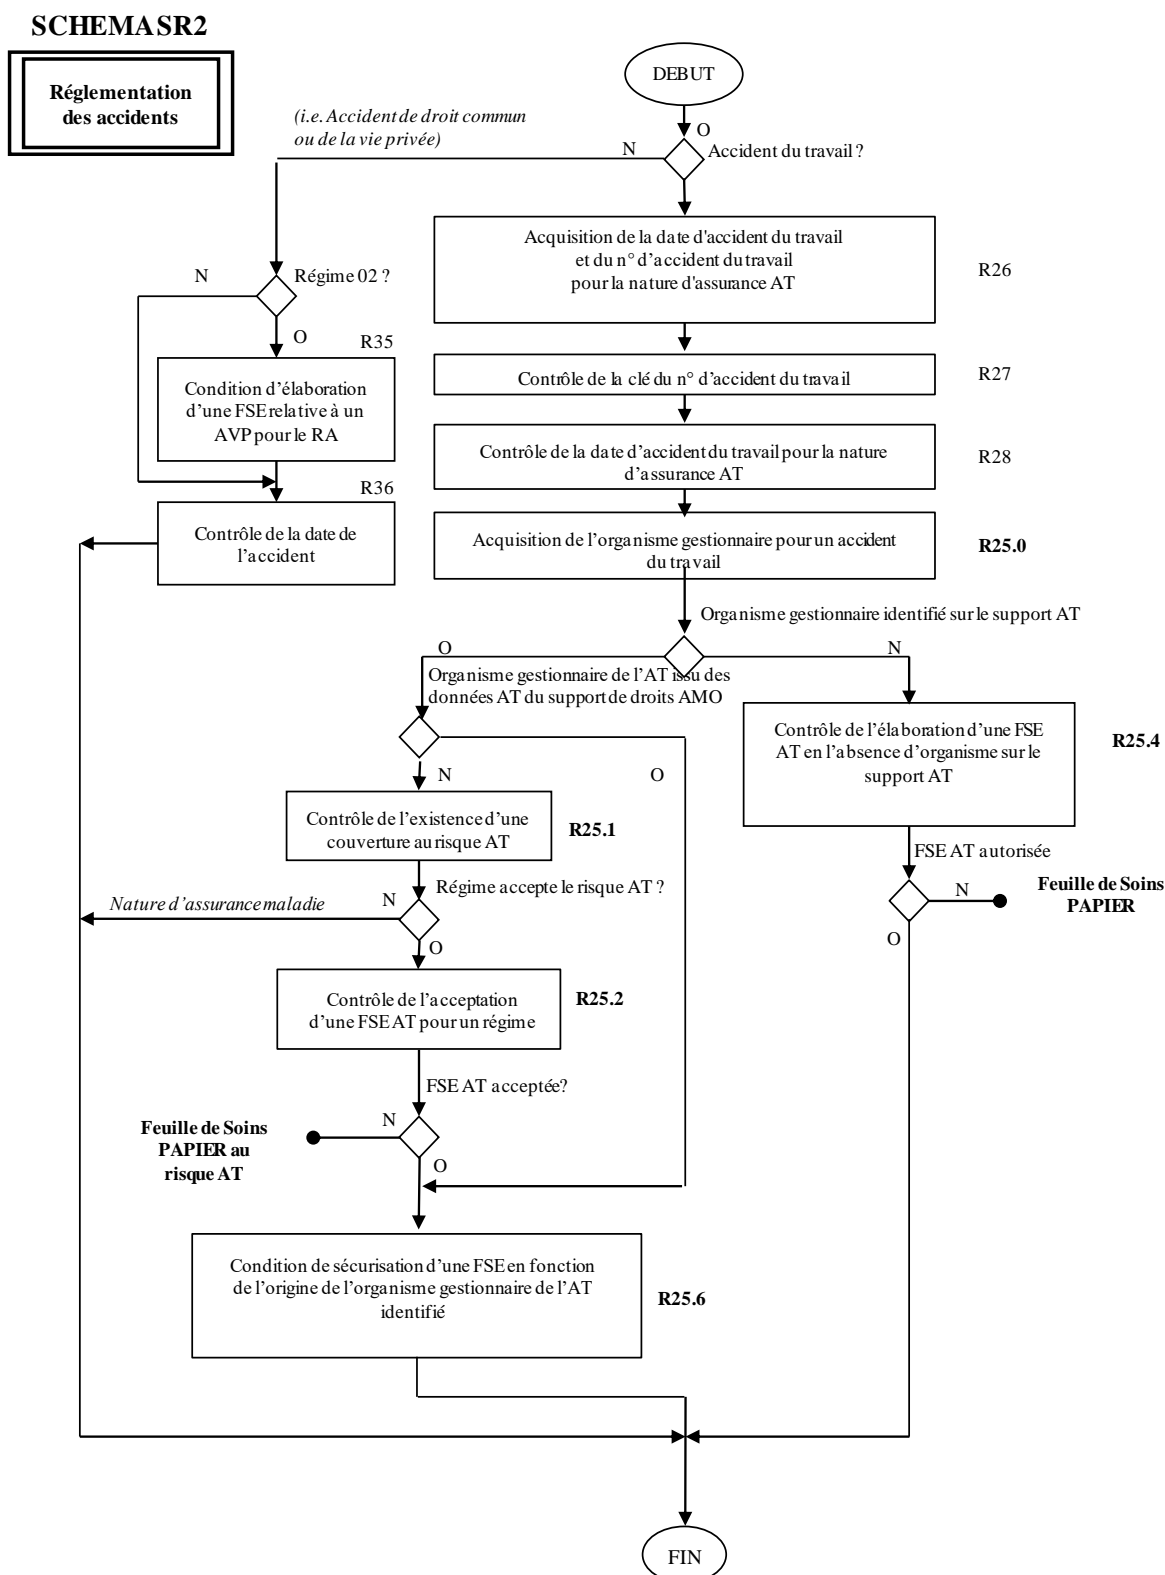 SCHEMASR2
Réglementation
des accidents
DEBUT
(i.e. Accident de droit commun
ou de la vie privée)
O
N
Accident du travail ?
Acquisition de la date d'accident du travail
et du n° d'accident du travail
pour la nature d'assurance AT
R26
N
Régime 02 ?
O
R35
Condition d'élaboration
d'une FSE relative à un
AVP pour le RA
Contrôle de la clé du n° d'accident du travail
R27
Contrôle de la date d'accident du travail pour la nature
d'assurance AT
R28
R36
Contrôle de la date de
l'accident
Acquisition de l'organisme gestionnaire pour un accident
du travail
R25.0
Organisme gestionnaire identifié sur le support AT
O
N
Organisme gestionnaire de l'AT issu des
données AT du support de droits AMO
Contrôle de l'élaboration d'une FSE
AT en l'absence d'organisme sur le
support AT
R25.4
N
O
Contrôle de l'existence d'une
couverture au risque AT
R25.1
FSE AT autorisée
Régime accepte le risque AT ?
N
Feuille de Soins
PAPIER
Nature d'assurance maladie
N
O
O
Contrôle de l'acceptation
d'une FSE AT pour un régime
R25.2
FSE AT acceptée?
N
Feuille de Soins
PAPIER au
risque AT
O
Condition de sécurisation d'une FSE en fonction
de l'origine de l'organisme gestionnaire de l'AT
identifié
R25.6
FIN